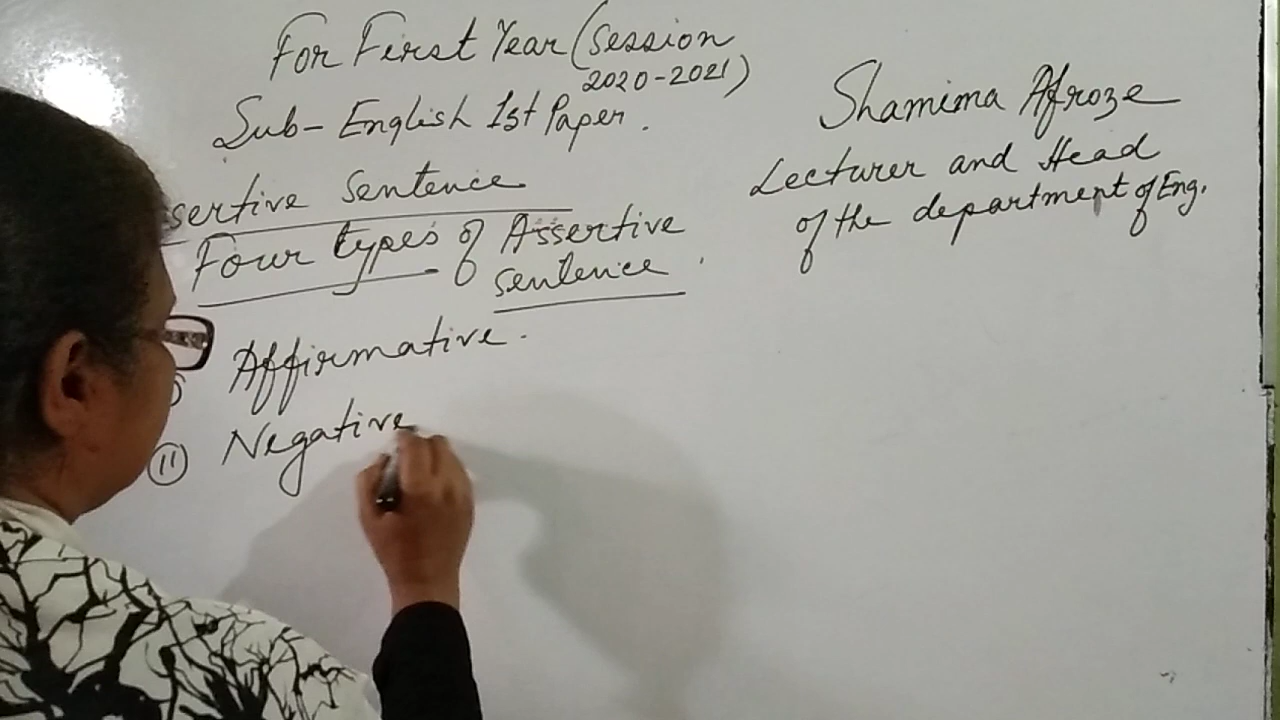 For First Year (Session
2020-2021)
Sub- English 1st Paper.
sertive Sentence
Four types of Assertive
sentence.
Affirmative.
(11) Negative
Shamima Afroze
Lecturer and Head
of the department of Eng.